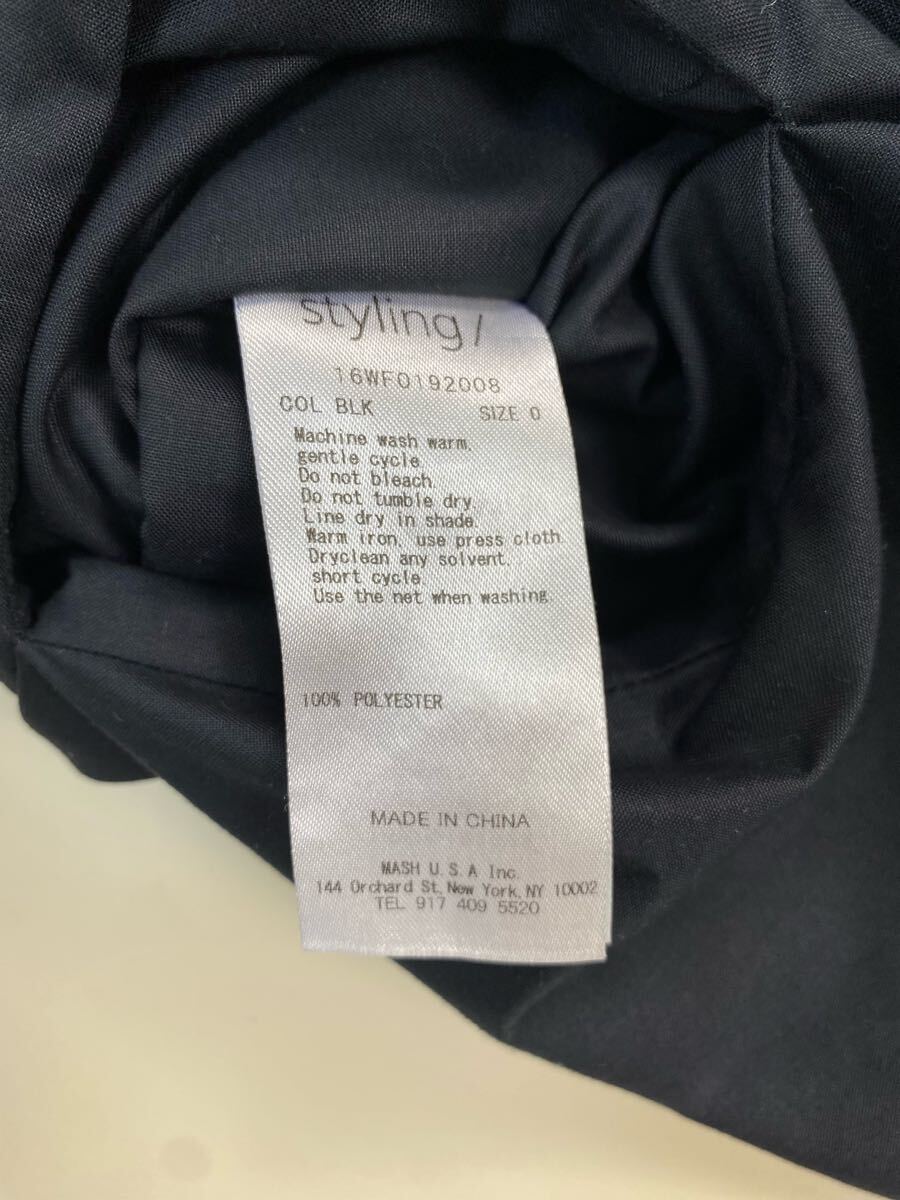 styling/
16WFO192008
COL BLK SIZE 0
Machine wash warm,
gentle cycle.
Do not bleach.
Do not tumble dry.
Line dry in shade.
Warm iron, use press cloth.
Dryclean any solvent.
short cycle.
Use the net when washing.
100% POLYESTER
MADE IN CHINA
MASH U.S.A Inc.
144 Orchard St, New York, NY 10002
TEL 917 409 5520